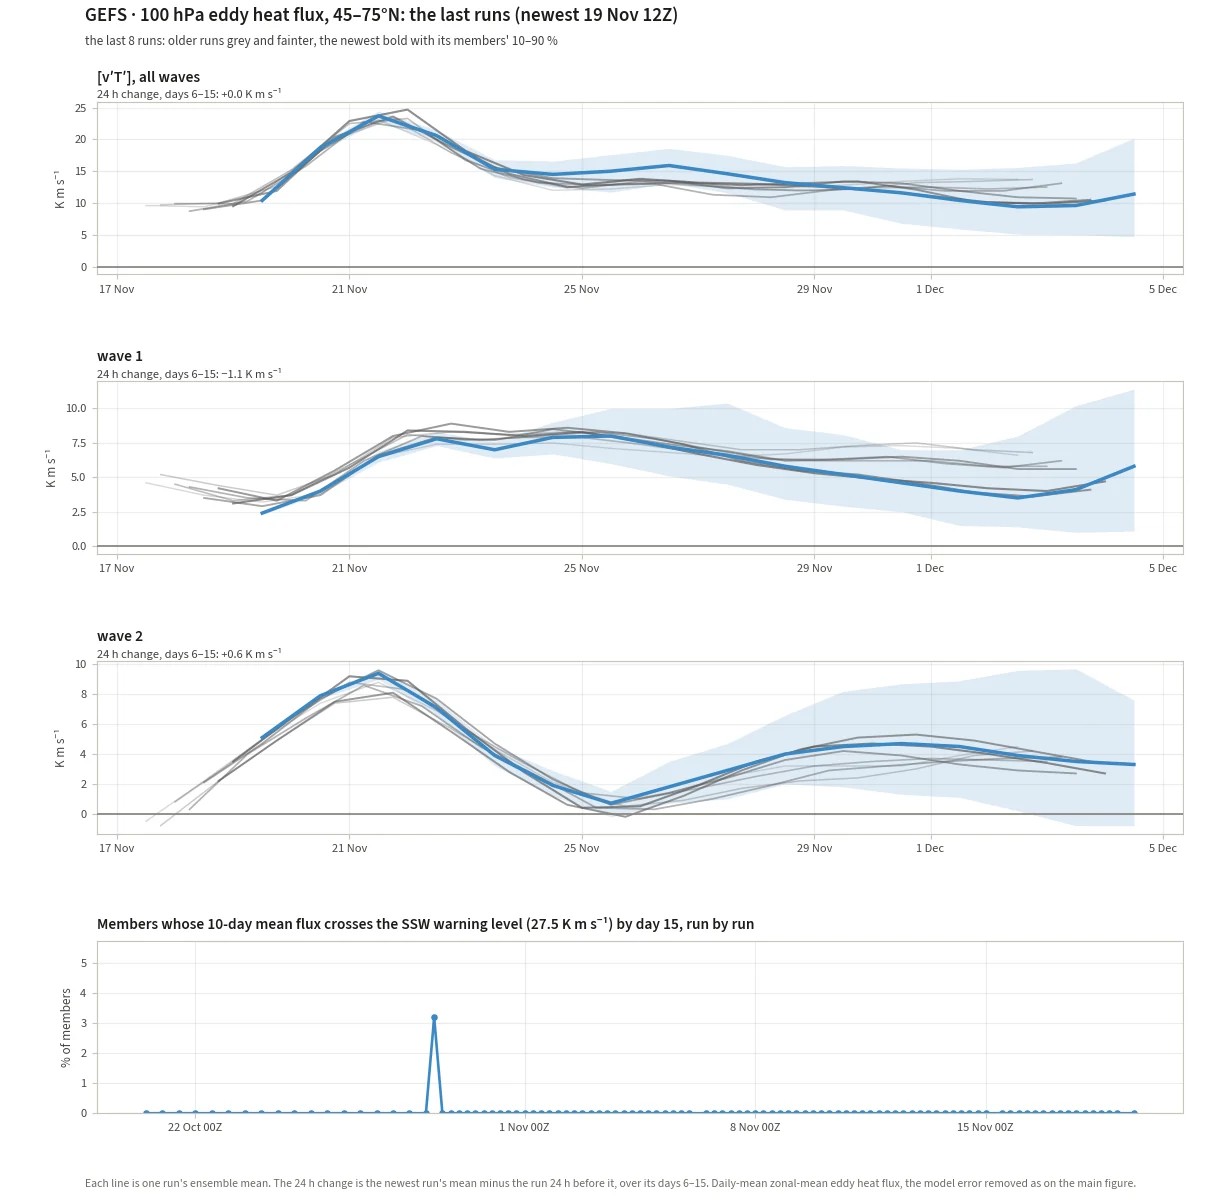 GEFS · 100 hPa eddy heat flux, 45–75°N: the last runs (newest 19 Nov 12Z)
the last 8 runs: older runs grey and fainter, the newest bold with its members' 10–90 %
[v′T′], all waves
24 h change, days 6–15: +0.0 K m s⁻¹
25
20
15
10
5
0
K m s⁻¹
17 Nov
21 Nov
25 Nov
29 Nov
1 Dec
5 Dec
wave 1
24 h change, days 6–15: −1.1 K m s⁻¹
10.0
7.5
5.0
2.5
0.0
K m s⁻¹
17 Nov
21 Nov
25 Nov
29 Nov
1 Dec
5 Dec
wave 2
24 h change, days 6–15: +0.6 K m s⁻¹
10
8
6
4
2
0
K m s⁻¹
17 Nov
21 Nov
25 Nov
29 Nov
1 Dec
5 Dec
Members whose 10-day mean flux crosses the SSW warning level (27.5 K m s⁻¹) by day 15, run by run
5
4
3
2
1
0
% of members
22 Oct 00Z
1 Nov 00Z
8 Nov 00Z
15 Nov 00Z
Each line is one run's ensemble mean. The 24 h change is the newest run's mean minus the run 24 h before it, over its days 6–15. Daily-mean zonal-mean eddy heat flux, the model error removed as on the main figure.